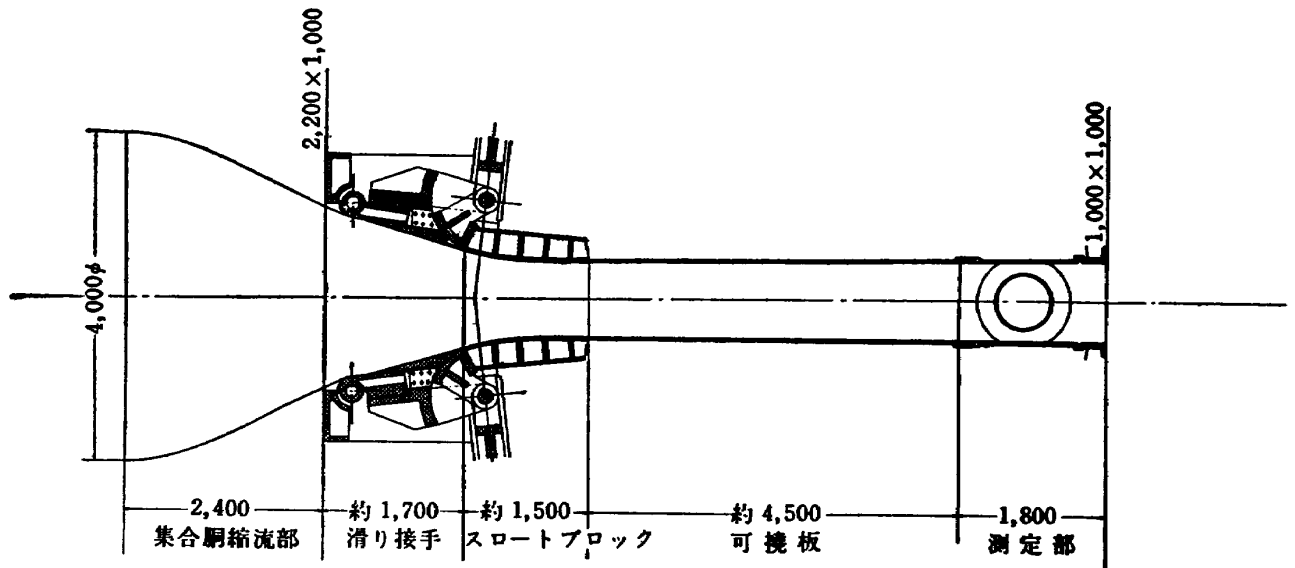 2,200×1,000
1,000×1,000
4,000φ
2,400
約 1,700
約 1,500
約 4,500
1,800
集合胴縮流部
滑り接手
スロートブロック
可撓板
測定部